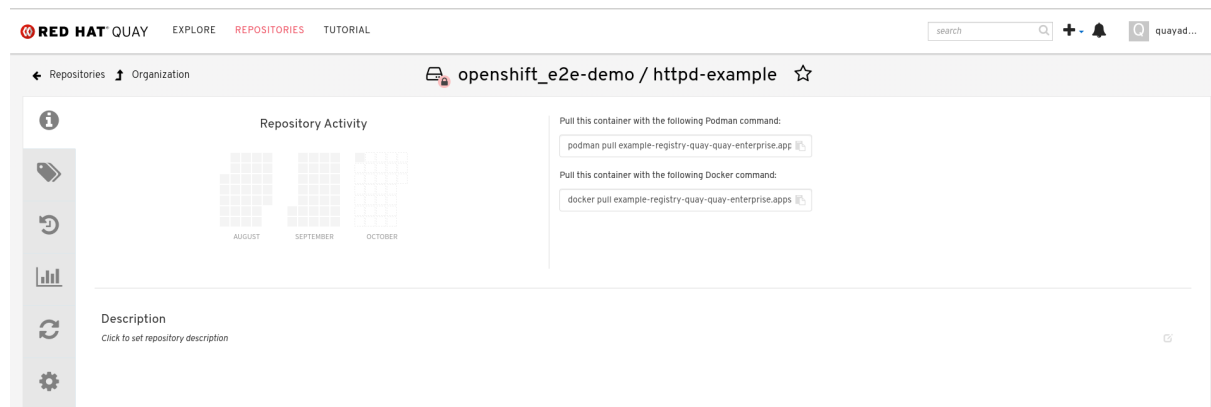 RED HAT® QUAY EXPLORE REPOSITORIES TUTORIAL search quayad...
Repositories Organization openshift_e2e-demo / httpd-example
Repository Activity
AUGUST SEPTEMBER OCTOBER
Pull this container with the following Podman command:
podman pull example-registry-quay-quay-enterprise.app
Pull this container with the following Docker command:
docker pull example-registry-quay-quay-enterprise.apps
Description
Click to set repository description